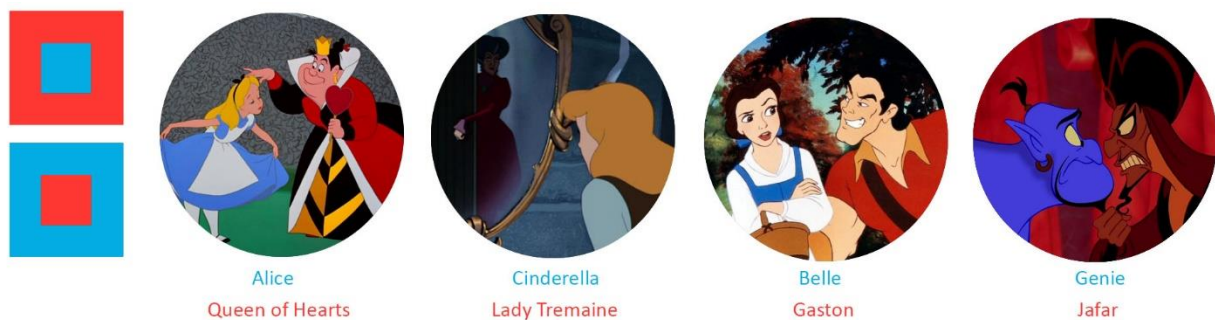 Alice
Queen of Hearts
Cinderella
Lady Tremaine
Belle
Gaston
Genie
Jafar